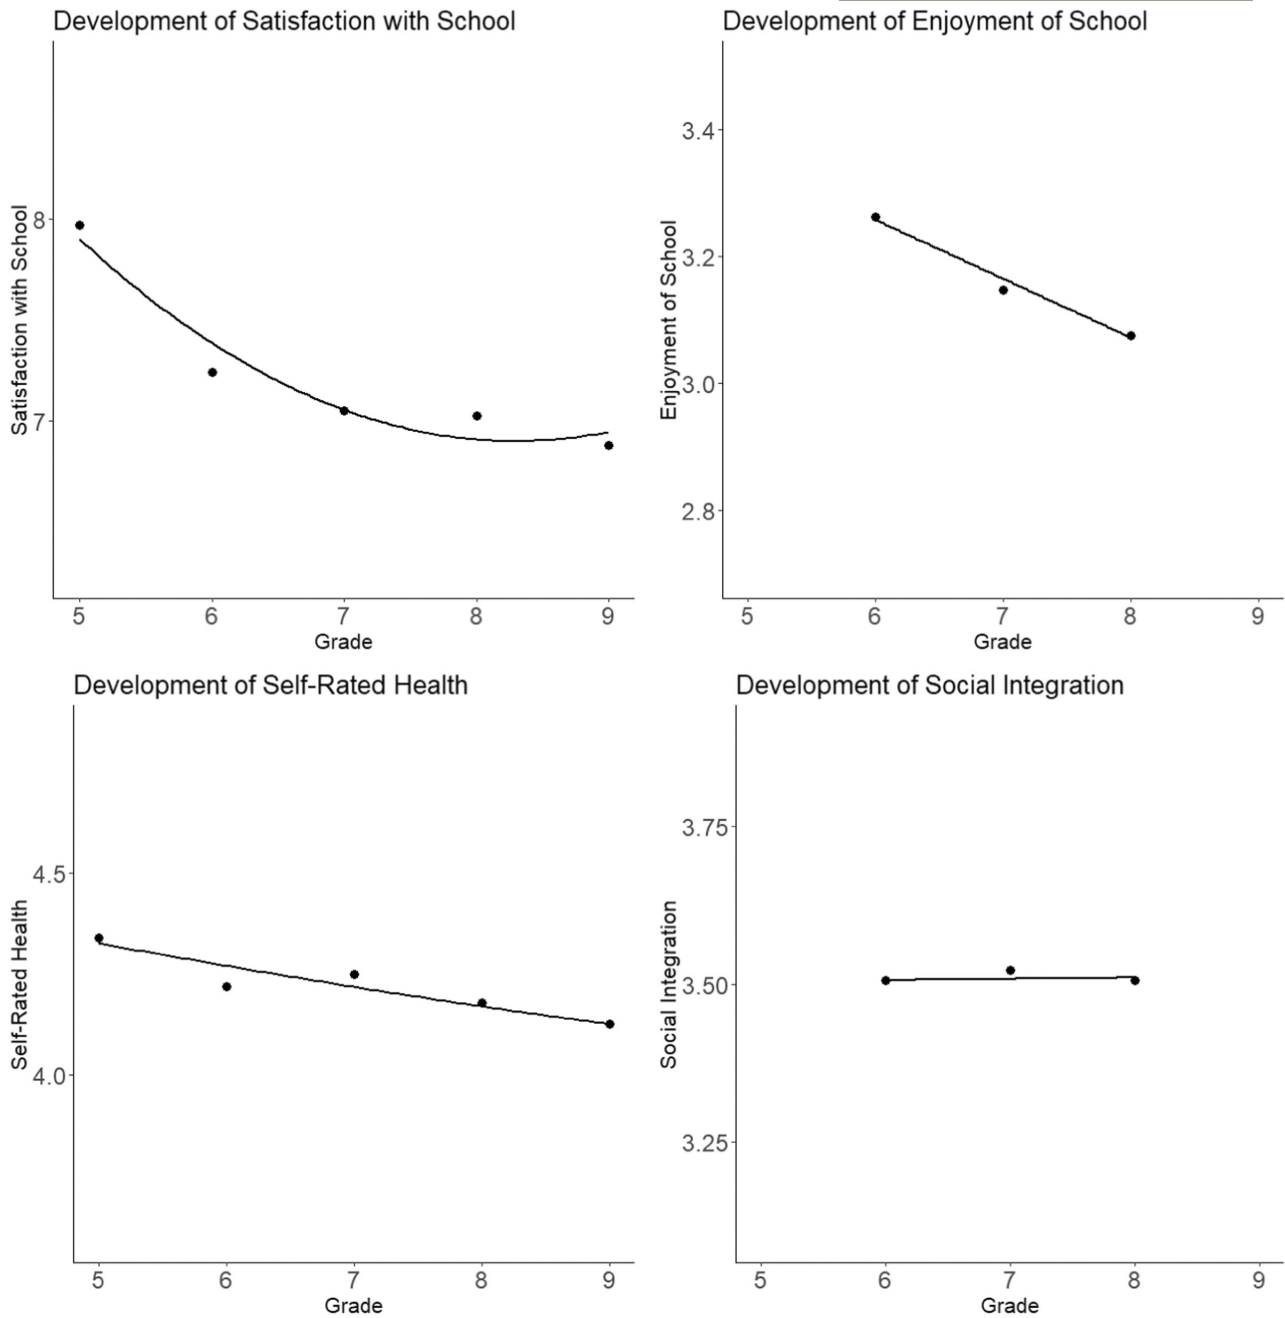 Development of Satisfaction with School
Satisfaction with School
8
7
5 6 7 8 9
Grade
Development of Enjoyment of School
Enjoyment of School
3.4
3.2
3.0
2.8
5 6 7 8 9
Grade
Development of Self-Rated Health
Self-Rated Health
4.5
4.0
5 6 7 8 9
Grade
Development of Social Integration
Social Integration
3.75
3.50
3.25
5 6 7 8 9
Grade